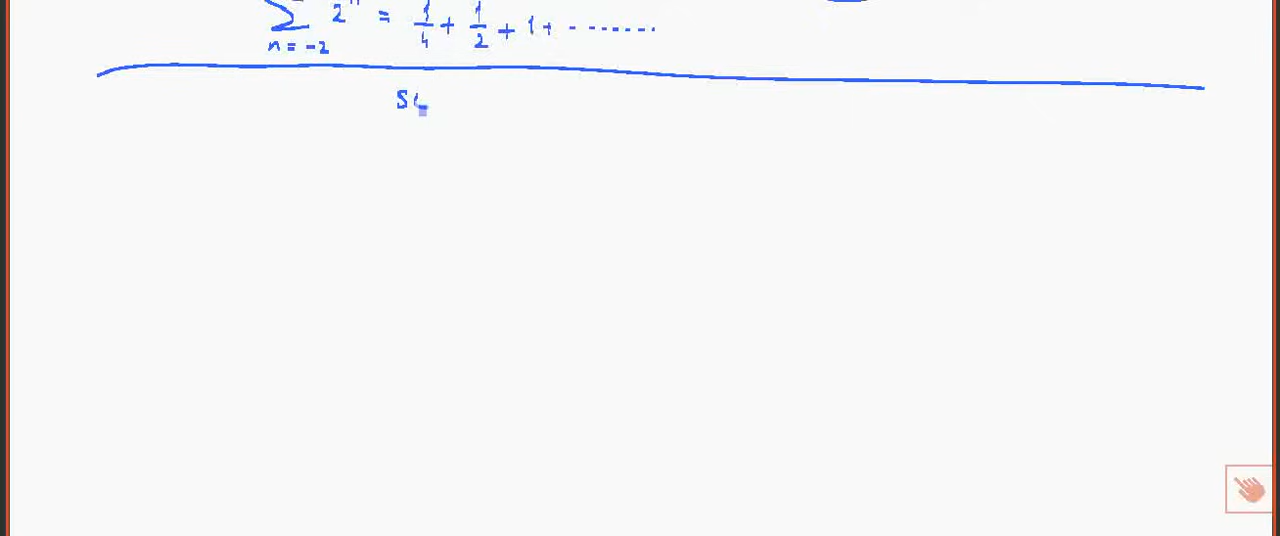 ∑ 2ⁿ = 1/4 + 1/2 + 1 + -------.
n = -2